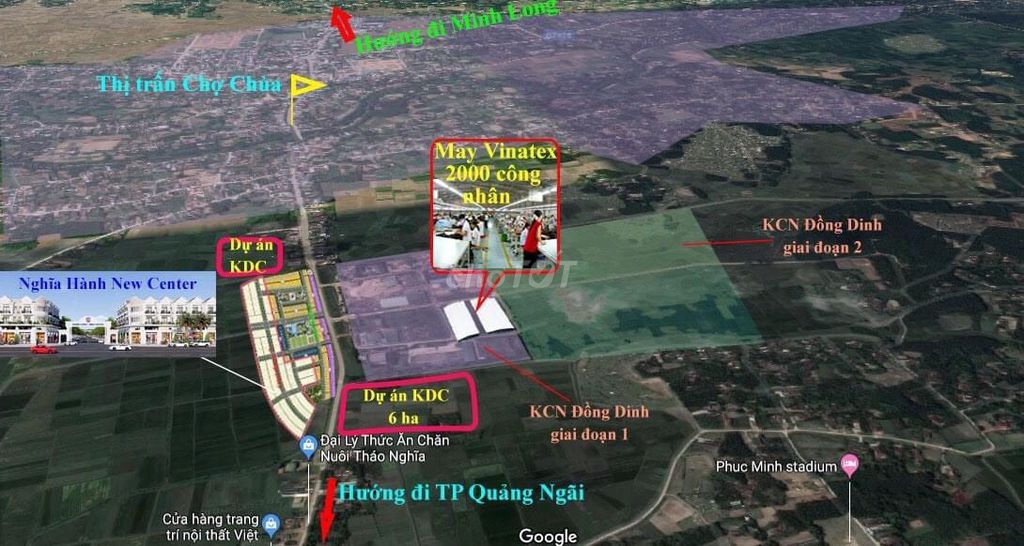 Hướng đi Minh Long
Thị trấn Chợ Chùa
May Vinatex
2000 công
nhân
KCN Đồng Dinh
giai đoạn 2
Dự án
KDC
Nghĩa Hành New Center
chợTỐT
Dự án KDC
6 ha
KCN Đồng Dinh
giai đoạn 1
Đại Lý Thức Ăn Chăn
Nuôi Tháo Nghĩa
Phuc Minh stadium
Hướng đi TP Quảng Ngãi
Cửa hàng trang
trí nội thất Việt
Google